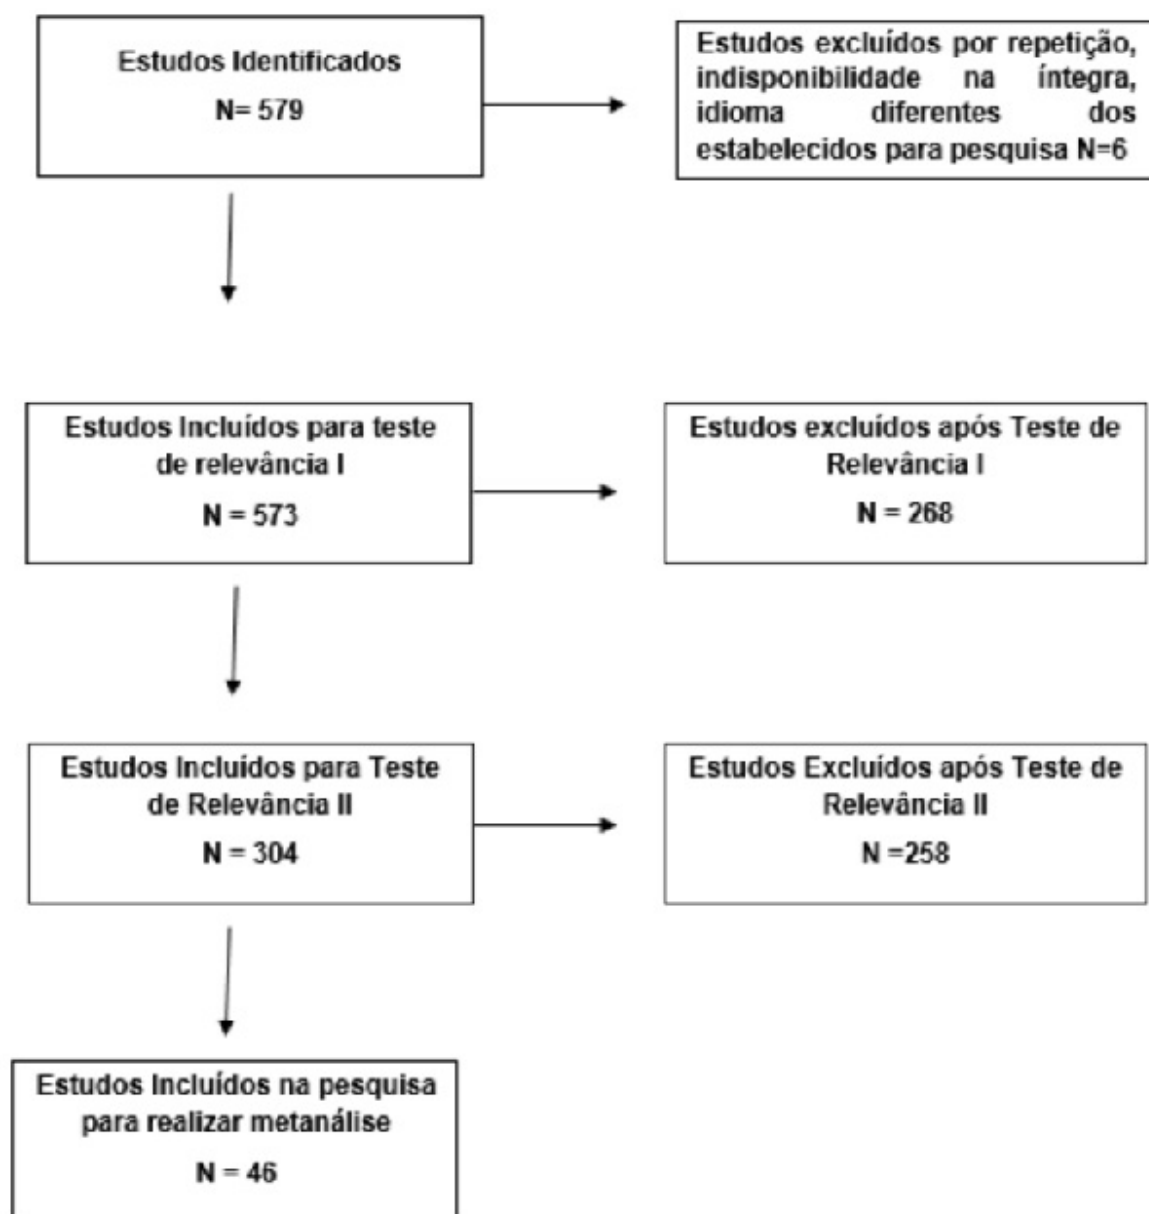 Estudos Identificados
N= 579
Estudos excluídos por repetição,
indisponibilidade na íntegra,
idioma diferentes dos
estabelecidos para pesquisa N=6
Estudos Incluídos para teste
de relevância I
N = 573
Estudos excluídos após Teste de
Relevância I
N = 268
Estudos Incluídos para Teste
de Relevância II
N = 304
Estudos Excluídos após Teste de
Relevância II
N =258
Estudos Incluídos na pesquisa
para realizar metanálise
N = 46